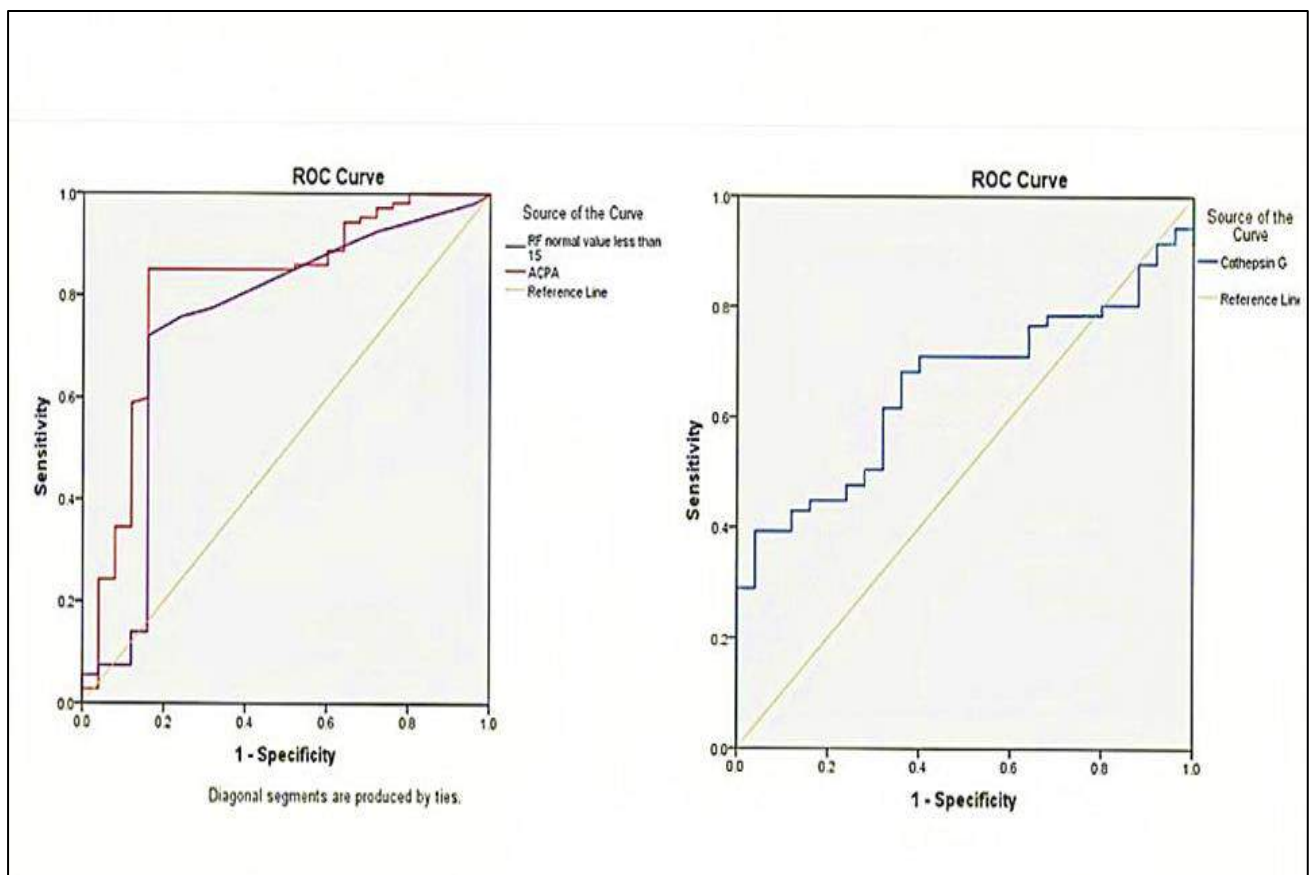 ROC Curve
1.0
0.8
0.6
0.4
0.2
0.0
Sensitivity
0.0 0.2 0.4 0.6 0.8 1.0
1 - Specificity
Diagonal segments are produced by ties.
Source of the Curve
RF normal value less than
15
ACPA
Reference Line
ROC Curve
1.0
0.8
0.6
0.4
0.2
0.0
Sensitivity
0.0 0.2 0.4 0.6 0.8 1.0
1 - Specificity
Source of the
Curve
Cathepsin G
Reference Line